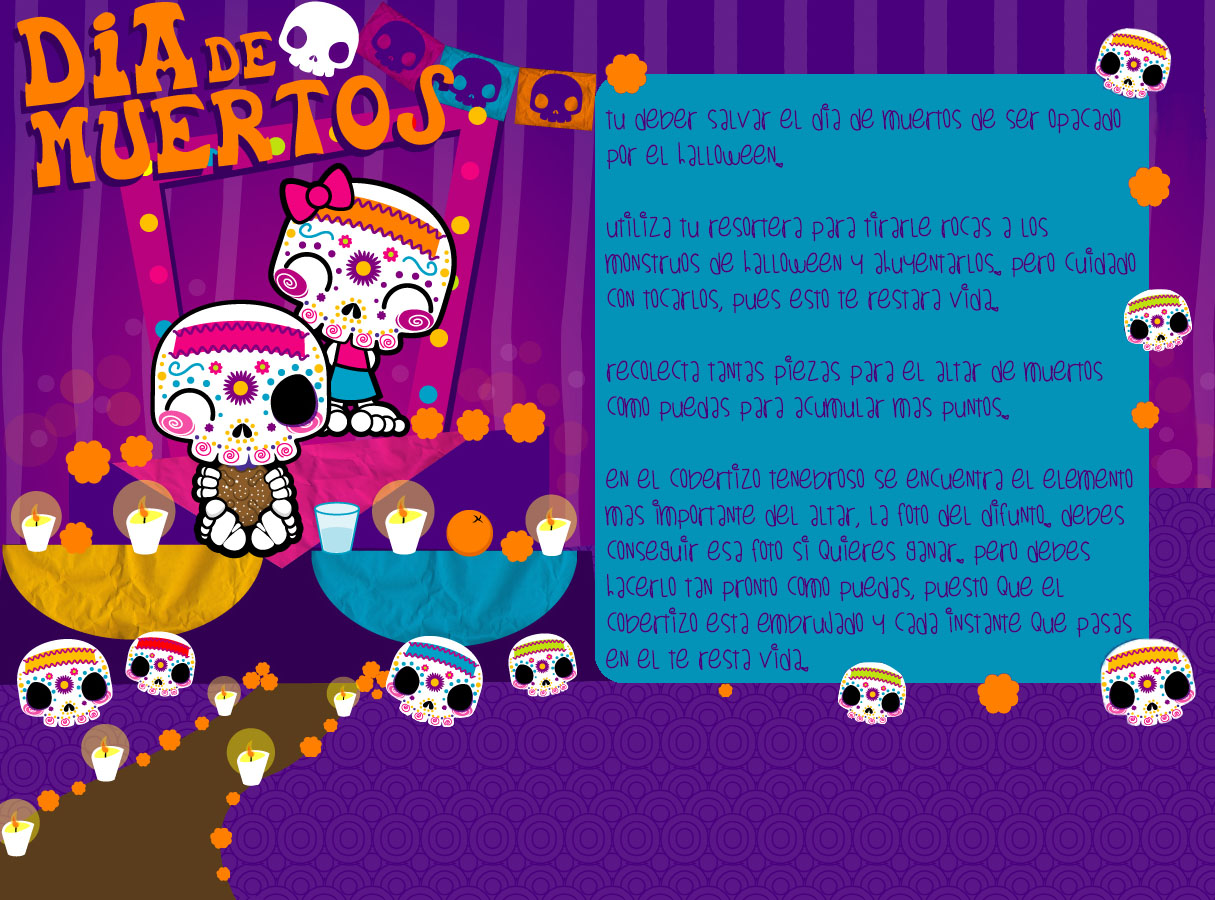 DiA DE
MUERTOS
tu deber salvar el dia de muertos de ser opacado
por el halloween.
utiliza tu resortera para tirarle rocas a los
monstruos de halloween y ahuyentarlos. pero cuidado
con tocarlos, pues esto te restara vida.
recolecta tantas piezas para el altar de muertos
como puedas para acumular mas puntos.
en el cobertizo tenebroso se encuentra el elemento
mas importante del altar, la foto del difunto. debes
conseguir esa foto si quieres ganar. pero debes
hacerlo tan pronto como puedas, puesto que el
cobertizo esta embrujado y cada instante que pasas
en el te resta vida.